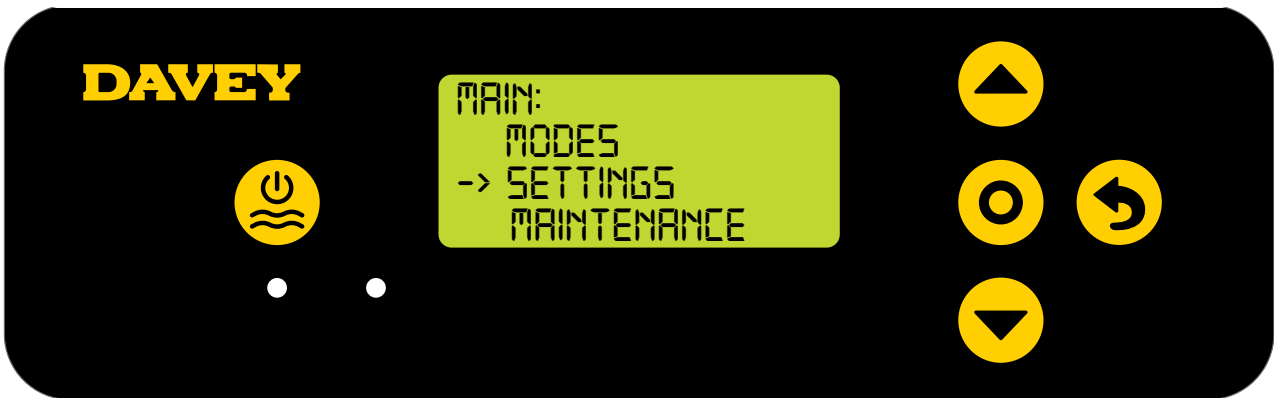 DAVEY
MAIN:
MODES
-> SETTINGS
MAINTENANCE